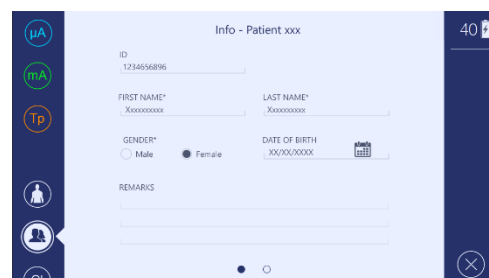 µA
Info - Patient xxx
40
ID
1234656896
mA
FIRST NAME*
LAST NAME*
Xxxxxxxxxx
Xxxxxxxxxx
Tp
GENDER*
DATE OF BIRTH
Male
Female
XX/XX/XXXX
REMARKS